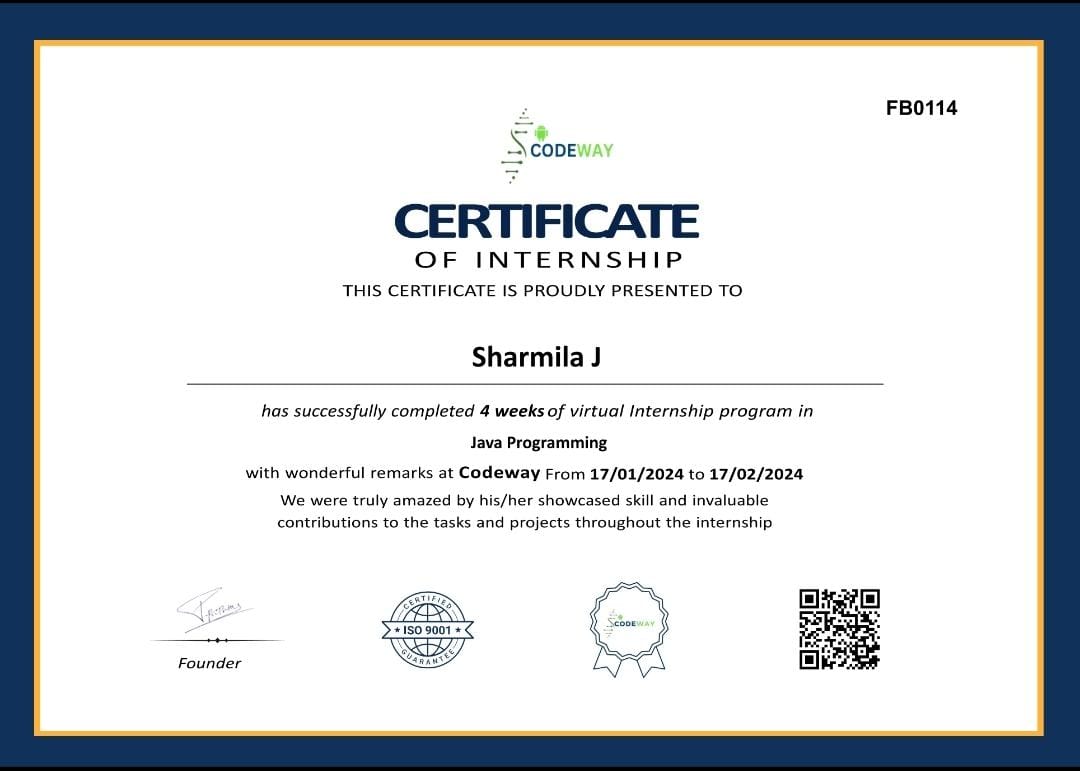 FB0114
CODEWAY
CERTIFICATE
OF INTERNSHIP
THIS CERTIFICATE IS PROUDLY PRESENTED TO
Sharmila J
has successfully completed 4 weeks of virtual Internship program in
Java Programming
with wonderful remarks at Codeway From 17/01/2024 to 17/02/2024
We were truly amazed by his/her showcased skill and invaluable
contributions to the tasks and projects throughout the internship
Founder
CERTIFIED
★ ISO 9001 ★
GUARANTEE
CODEWAY